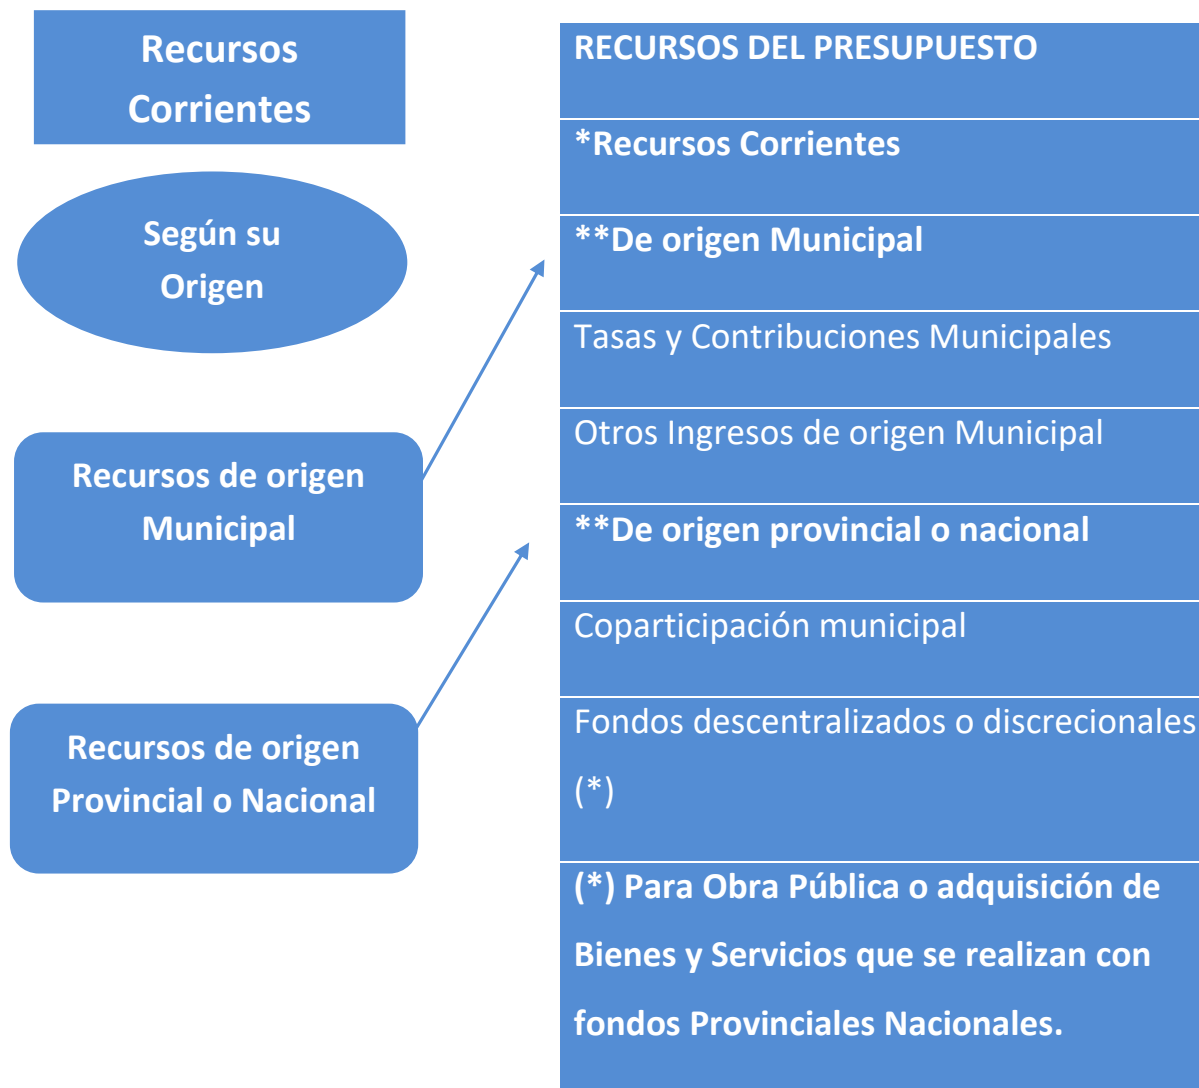 Recursos
Corrientes
Según su
Origen
Recursos de origen
Municipal
Recursos de origen
Provincial o Nacional
RECURSOS DEL PRESUPUESTO
*Recursos Corrientes
**De origen Municipal
Tasas y Contribuciones Municipales
Otros Ingresos de origen Municipal
**De origen provincial o nacional
Coparticipación municipal
Fondos descentralizados o discrecionales
(*)
(*) Para Obra Pública o adquisición de
Bienes y Servicios que se realizan con
fondos Provinciales Nacionales.